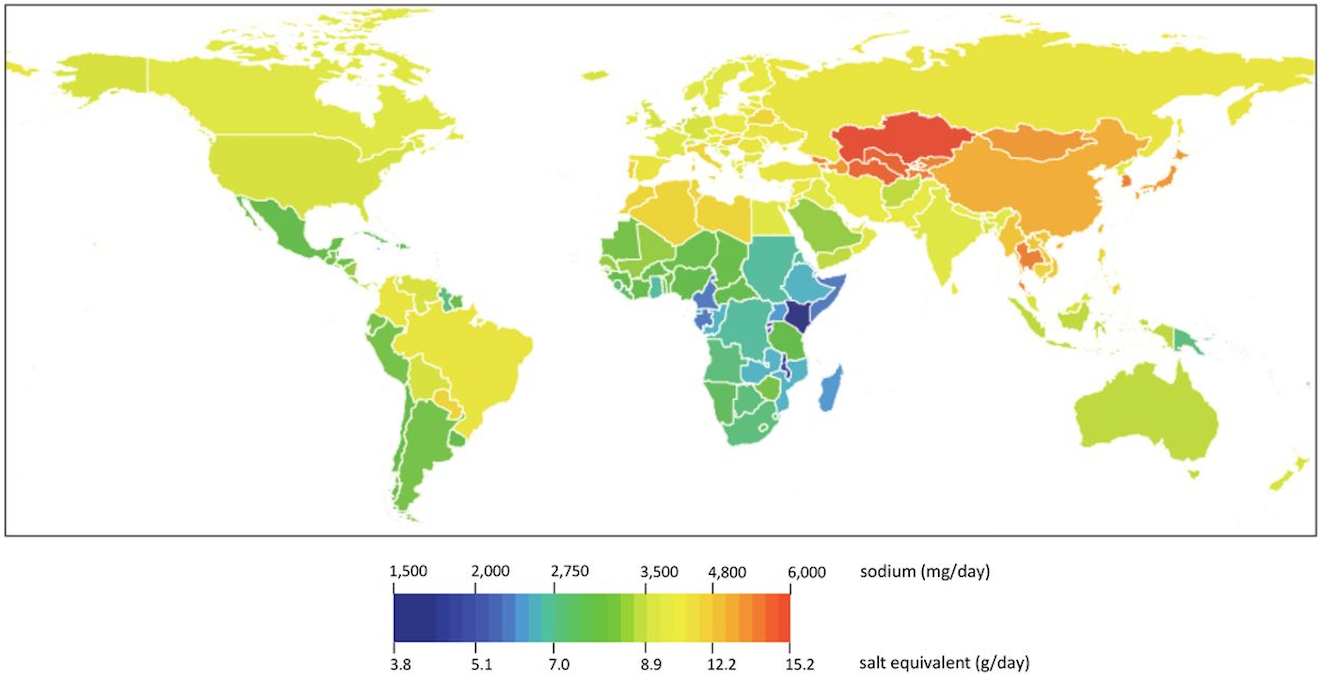 1,500 2,000 2,750 3,500 4,800 6,000 sodium (mg/day)
3.8 5.1 7.0 8.9 12.2 15.2 salt equivalent (g/day)